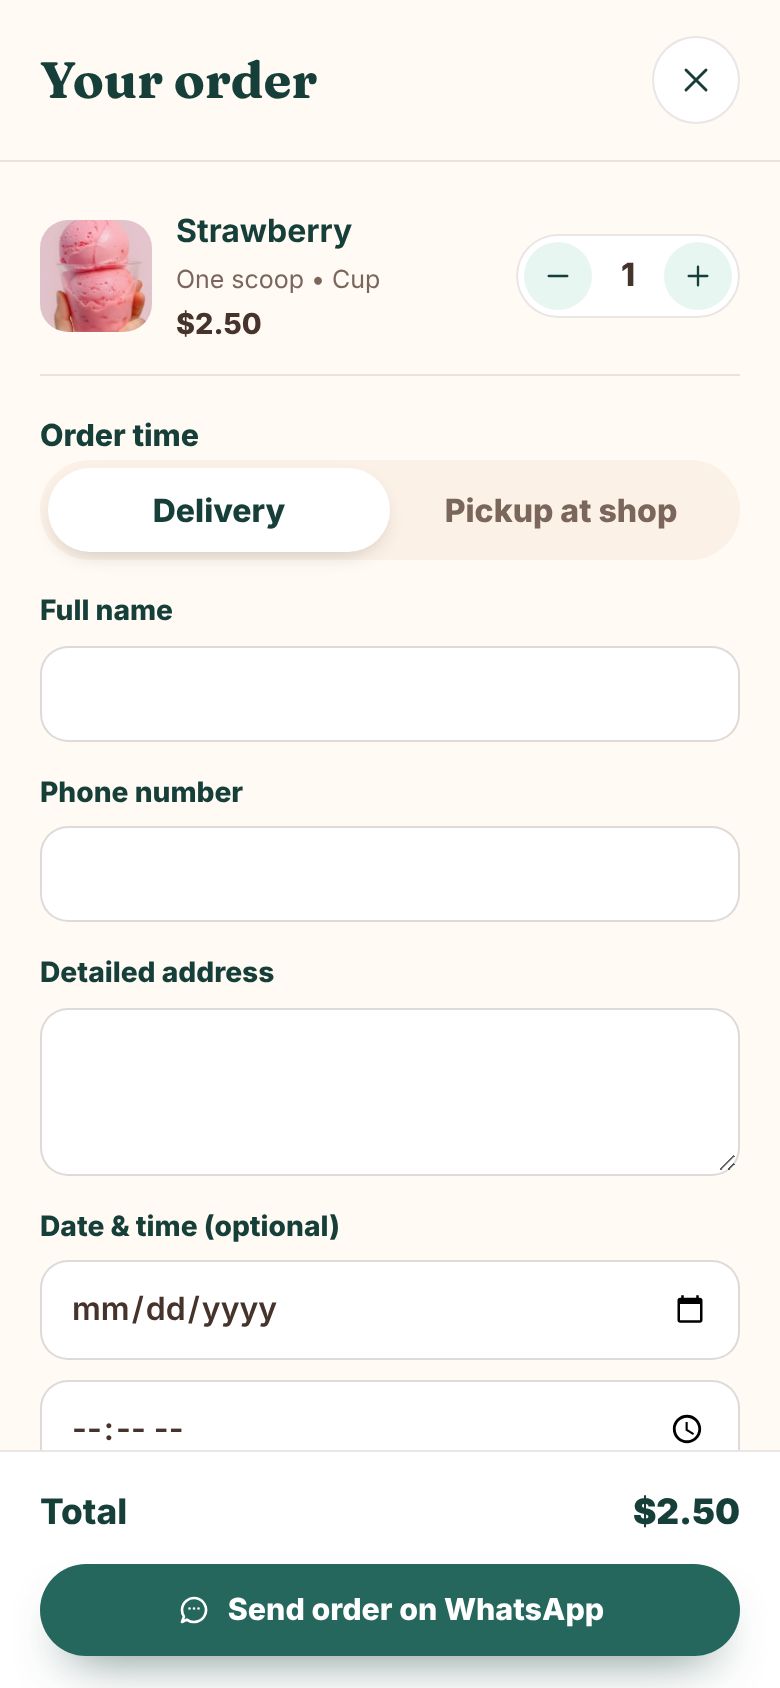 Your order
Strawberry
One scoop • Cup
$2.50
1
Order time
Delivery
Pickup at shop
Full name
Phone number
Detailed address
Date & time (optional)
mm/dd/yyyy
--:-- --
Total
$2.50
Send order on WhatsApp